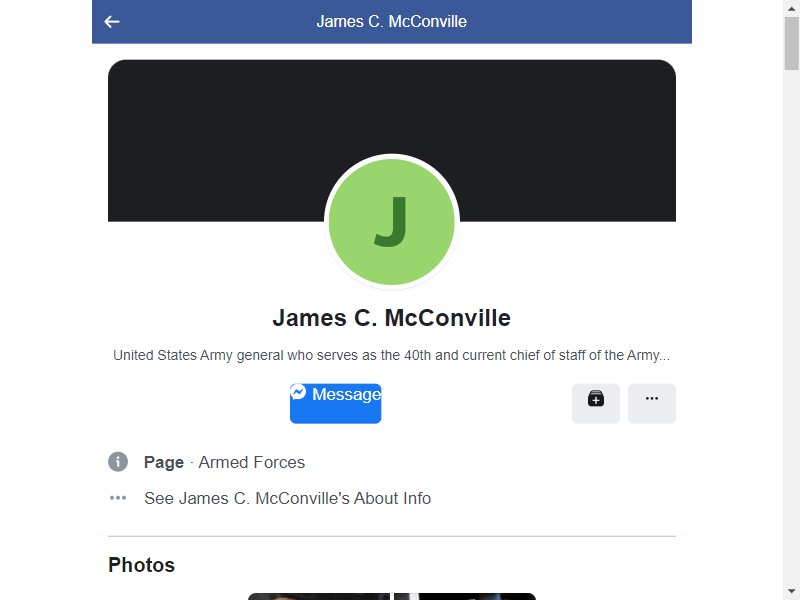 James C. McConville
J
James C. McConville
United States Army general who serves as the 40th and current chief of staff of the Army...
Message
Page · Armed Forces
See James C. McConville's About Info
Photos